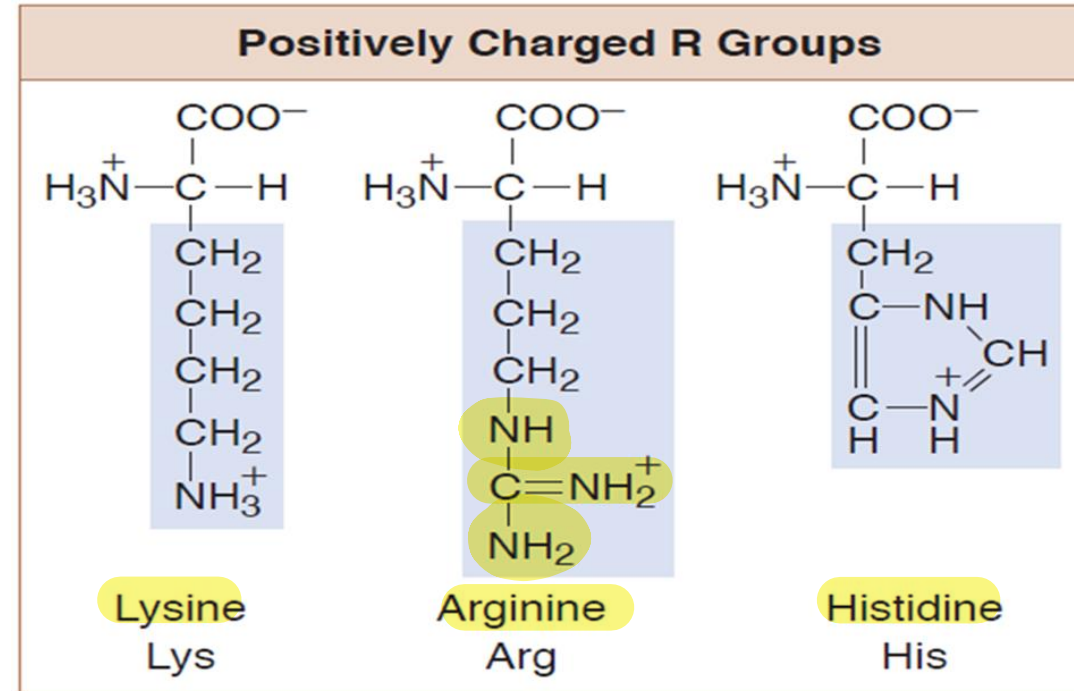 Positively Charged R Groups
COO− COO− COO−
+ + +
H₃N—C—H H₃N—C—H H₃N—C—H
CH₂ CH₂ CH₂
CH₂ CH₂ C—NH
CH₂ CH₂ CH
CH₂ NH C—N+
NH₃+ C=NH₂+ H H
NH₂
Lysine Arginine Histidine
Lys Arg His